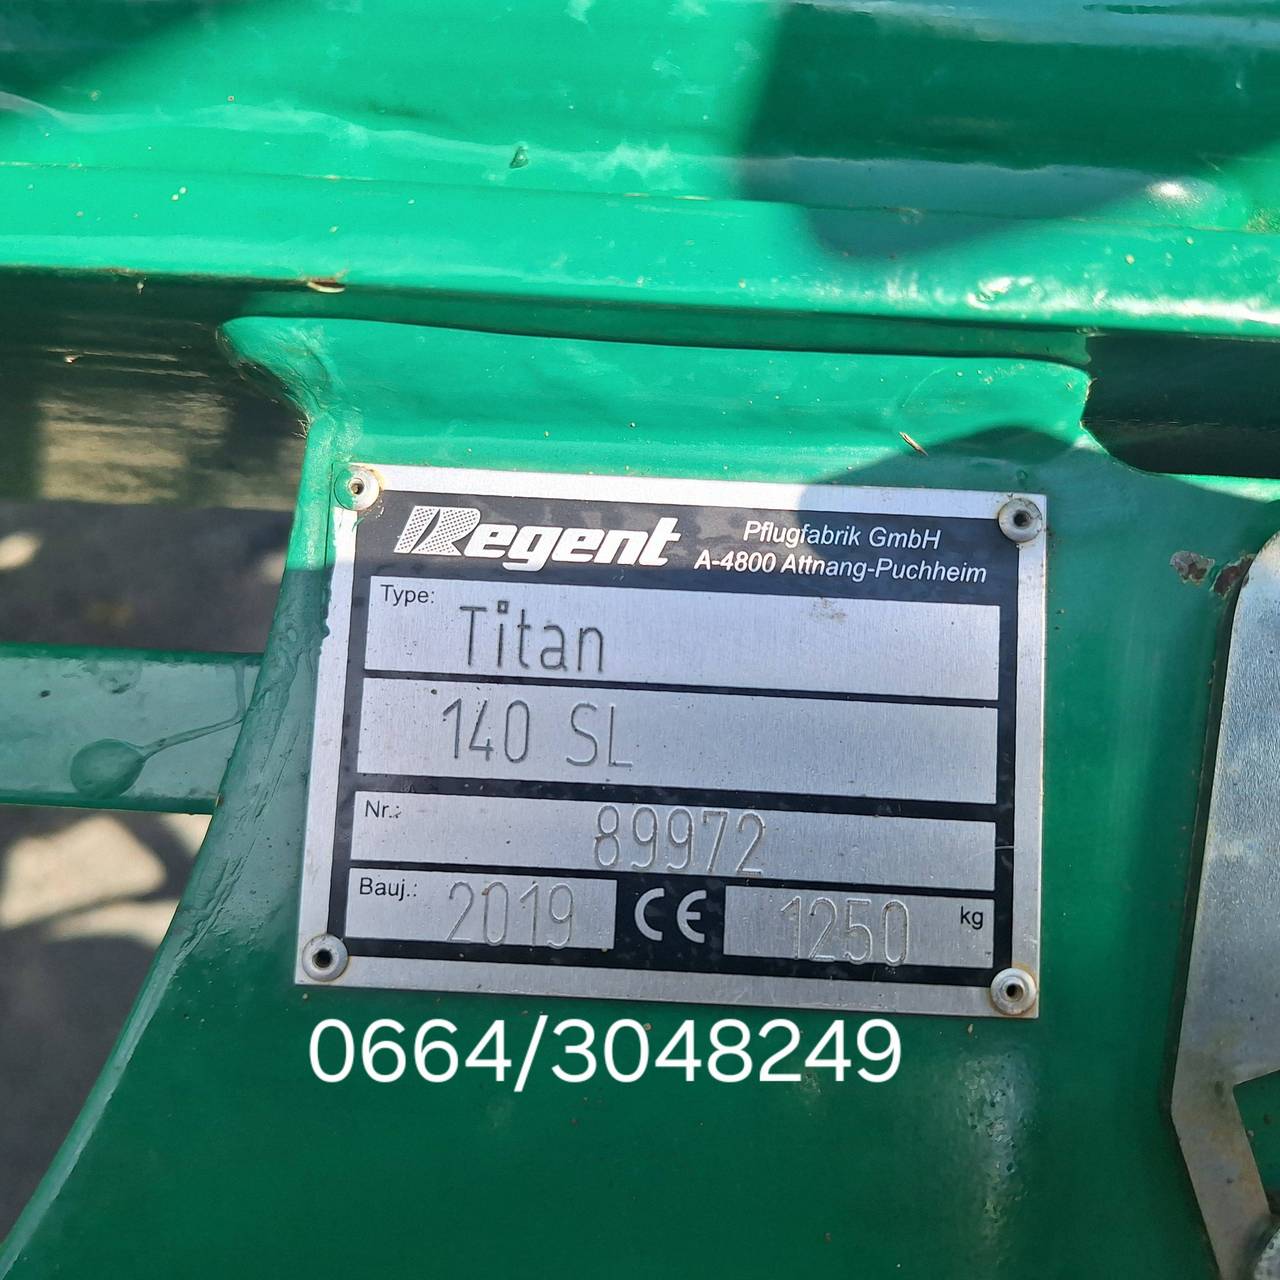 Regent
Pflugfabrik GmbH
A-4800 Attnang-Puchheim
Type: Titan
140 SL
Nr.: 89972
Bauj.: 2019 CE 1250 kg
0664/3048249